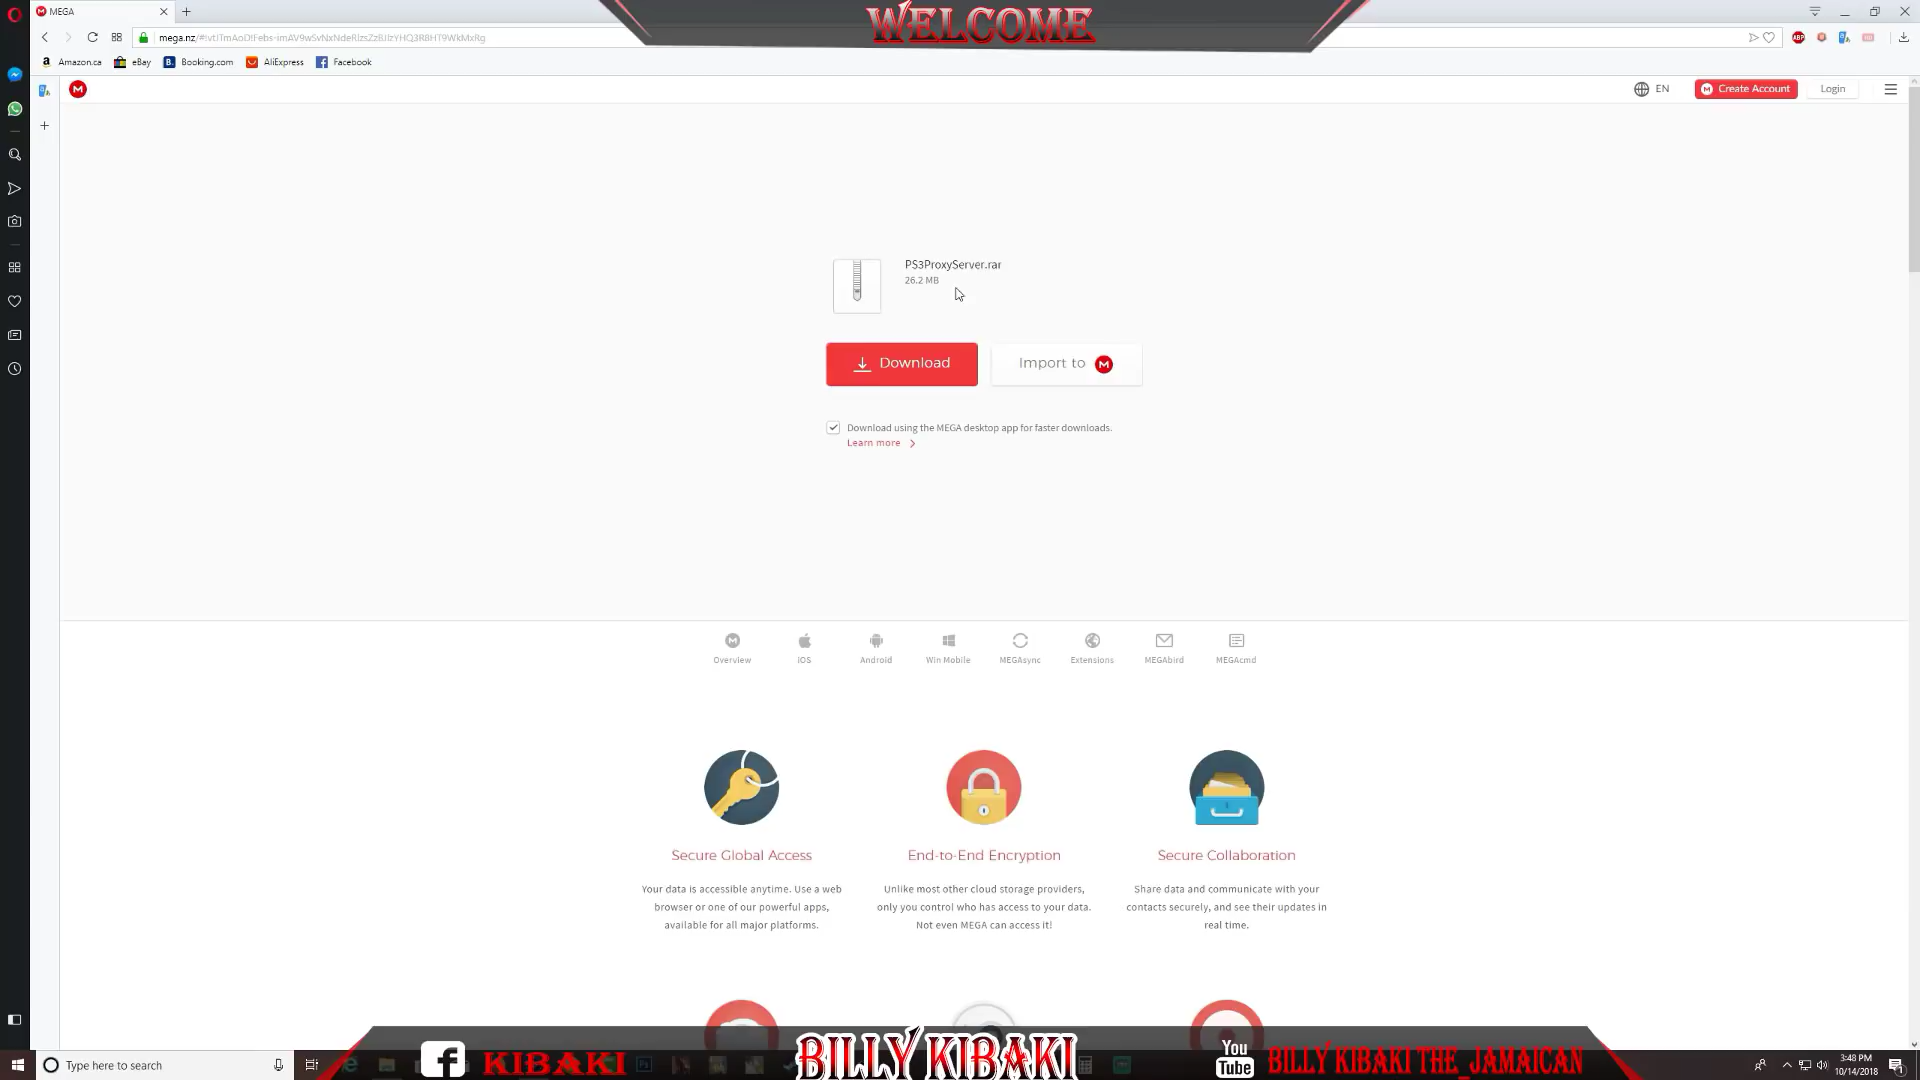 MEGA
WELCOME
mega.nz/
Amazon.ca
eBay
Booking.com
AliExpress
Facebook
EN
Create Account
Login
PS3ProxyServer.rar
26.2 MB
Download
Import to
Download using the MEGA desktop app for faster downloads.
Learn more
Overview
iOS
Android
Win Mobile
MEGAsync
Extensions
MEGAbird
MEGAcmd
Secure Global Access
Your data is accessible anytime. Use a web
browser or one of our powerful apps,
available for all major platforms.
End-to-End Encryption
Unlike most other cloud storage providers,
only you control who has access to your data.
Not even MEGA can access it!
Secure Collaboration
Share data and communicate with your
contacts securely, and see their updates in
real time.
Type here to search
KIBAKI
BILLY KIBAKI
You
Tube
BILLY KIBAKI THE_JAMAICAN
3:48 PM
10/14/2018